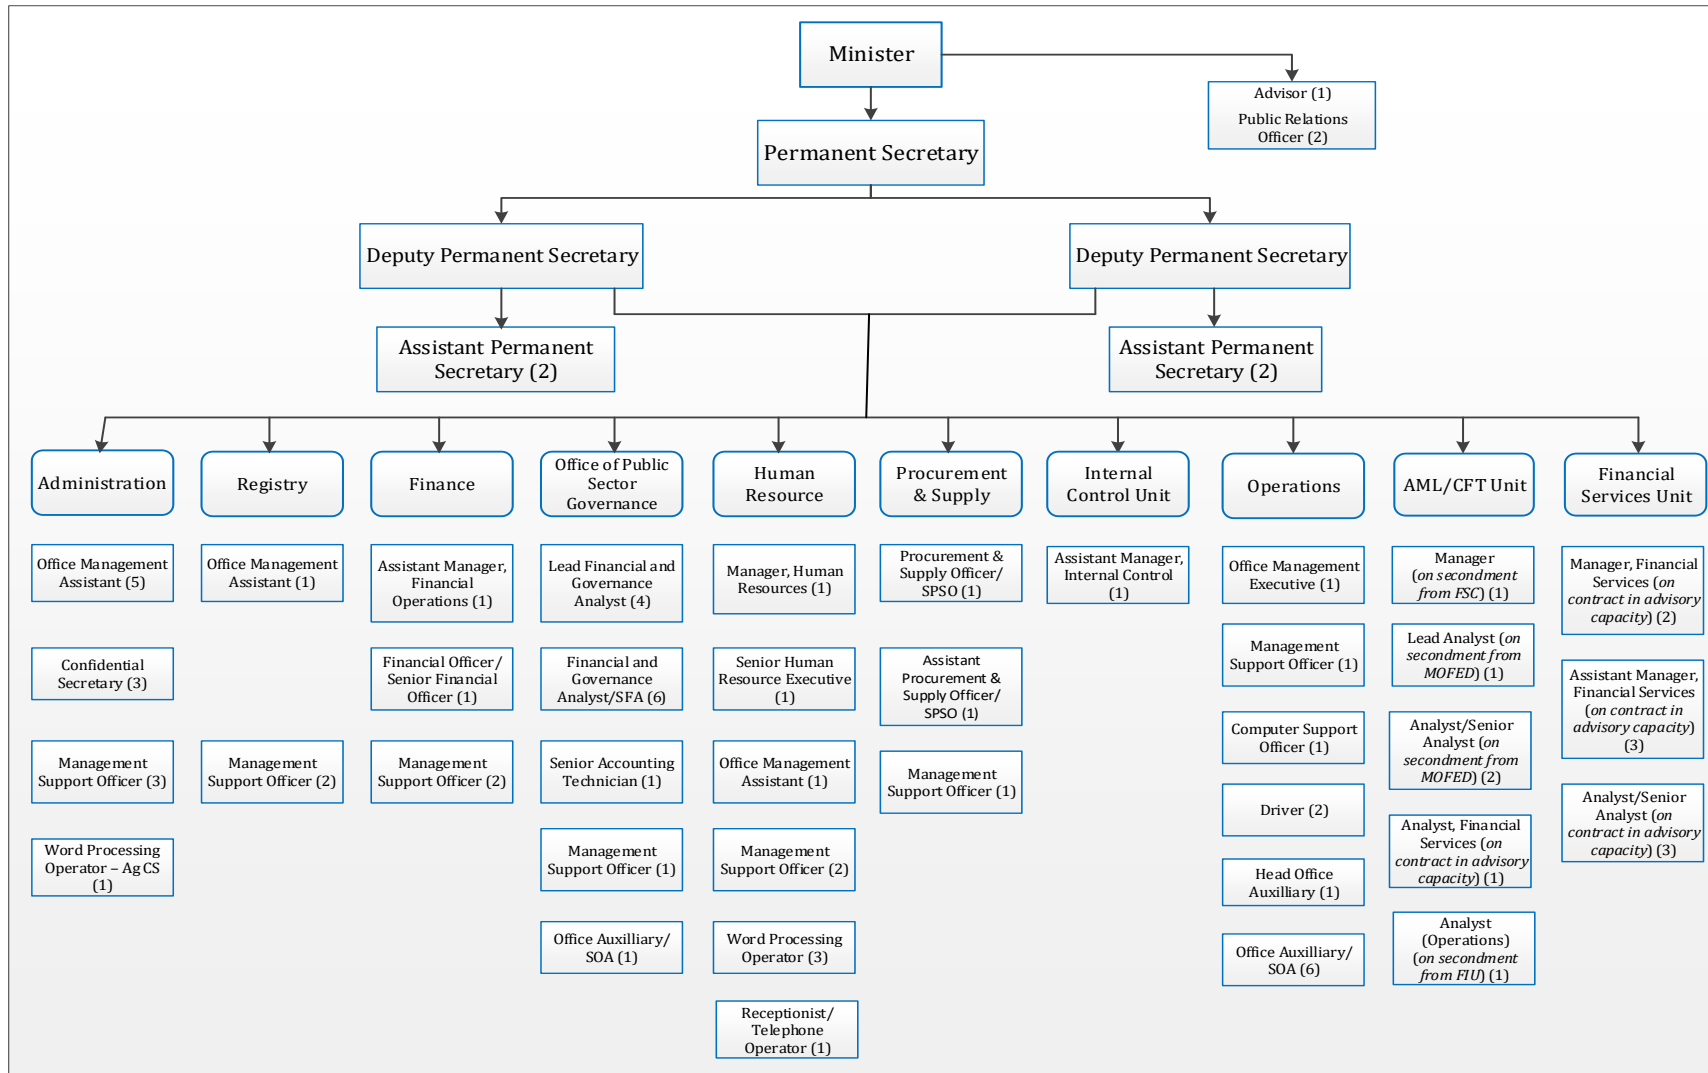 Minister
Advisor (1)
Public Relations
Officer (2)
Permanent Secretary
Deputy Permanent Secretary
Deputy Permanent Secretary
Assistant Permanent
Secretary (2)
Assistant Permanent
Secretary (2)
Administration
Office Management
Assistant (5)
Confidential
Secretary (3)
Management
Support Officer (3)
Word Processing
Operator – Ag CS
(1)
Registry
Office Management
Assistant (1)
Management
Support Officer (2)
Finance
Assistant Manager,
Financial
Operations (1)
Financial Officer/
Senior Financial
Officer (1)
Management
Support Officer (2)
Office of Public
Sector
Governance
Lead Financial and
Governance
Analyst (4)
Financial and
Governance
Analyst/SFA (6)
Senior Accounting
Technician (1)
Management
Support Officer (1)
Office Auxilliary/
SOA (1)
Human
Resource
Manager, Human
Resources (1)
Senior Human
Resource Executive
(1)
Office Management
Assistant (1)
Management
Support Officer (2)
Word Processing
Operator (3)
Receptionist/
Telephone
Operator (1)
Procurement
& Supply
Procurement &
Supply Officer/
SPSO (1)
Assistant
Procurement &
Supply Officer/
SPSO (1)
Management
Support Officer (1)
Internal
Control Unit
Assistant Manager,
Internal Control
(1)
Operations
Office Management
Executive (1)
Management
Support Officer (1)
Computer Support
Officer (1)
Driver (2)
Head Office
Auxilliary (1)
Office Auxilliary/
SOA (6)
AML/CFT Unit
Manager
(on secondment
from FSC) (1)
Lead Analyst (on
secondment from
MOFED) (1)
Analyst/Senior
Analyst (on
secondment from
MOFED) (2)
Analyst, Financial
Services (on
contract in advisory
capacity) (1)
Analyst
(Operations)
(on secondment
from FIU) (1)
Financial
Services Unit
Manager, Financial
Services (on
contract in advisory
capacity) (2)
Assistant Manager,
Financial Services
(on contract in
advisory capacity)
(3)
Analyst/Senior
Analyst (on
contract in advisory
capacity) (3)